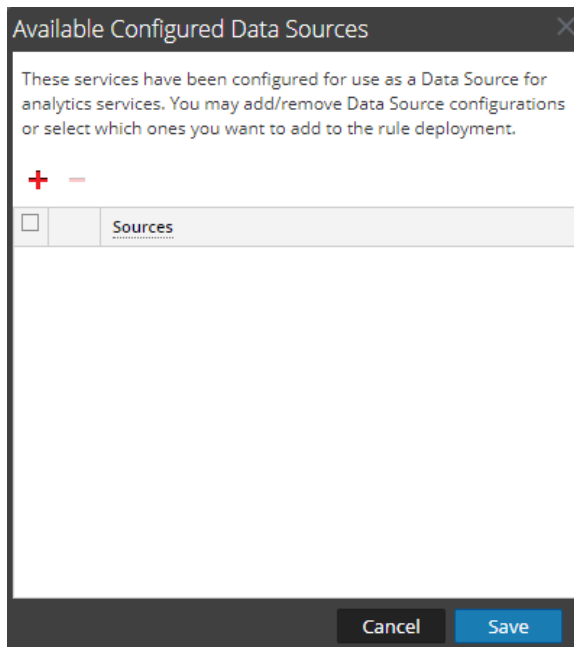 Available Configured Data Sources
These services have been configured for use as a Data Source for
analytics services. You may add/remove Data Source configurations
or select which ones you want to add to the rule deployment.
Sources
Cancel
Save